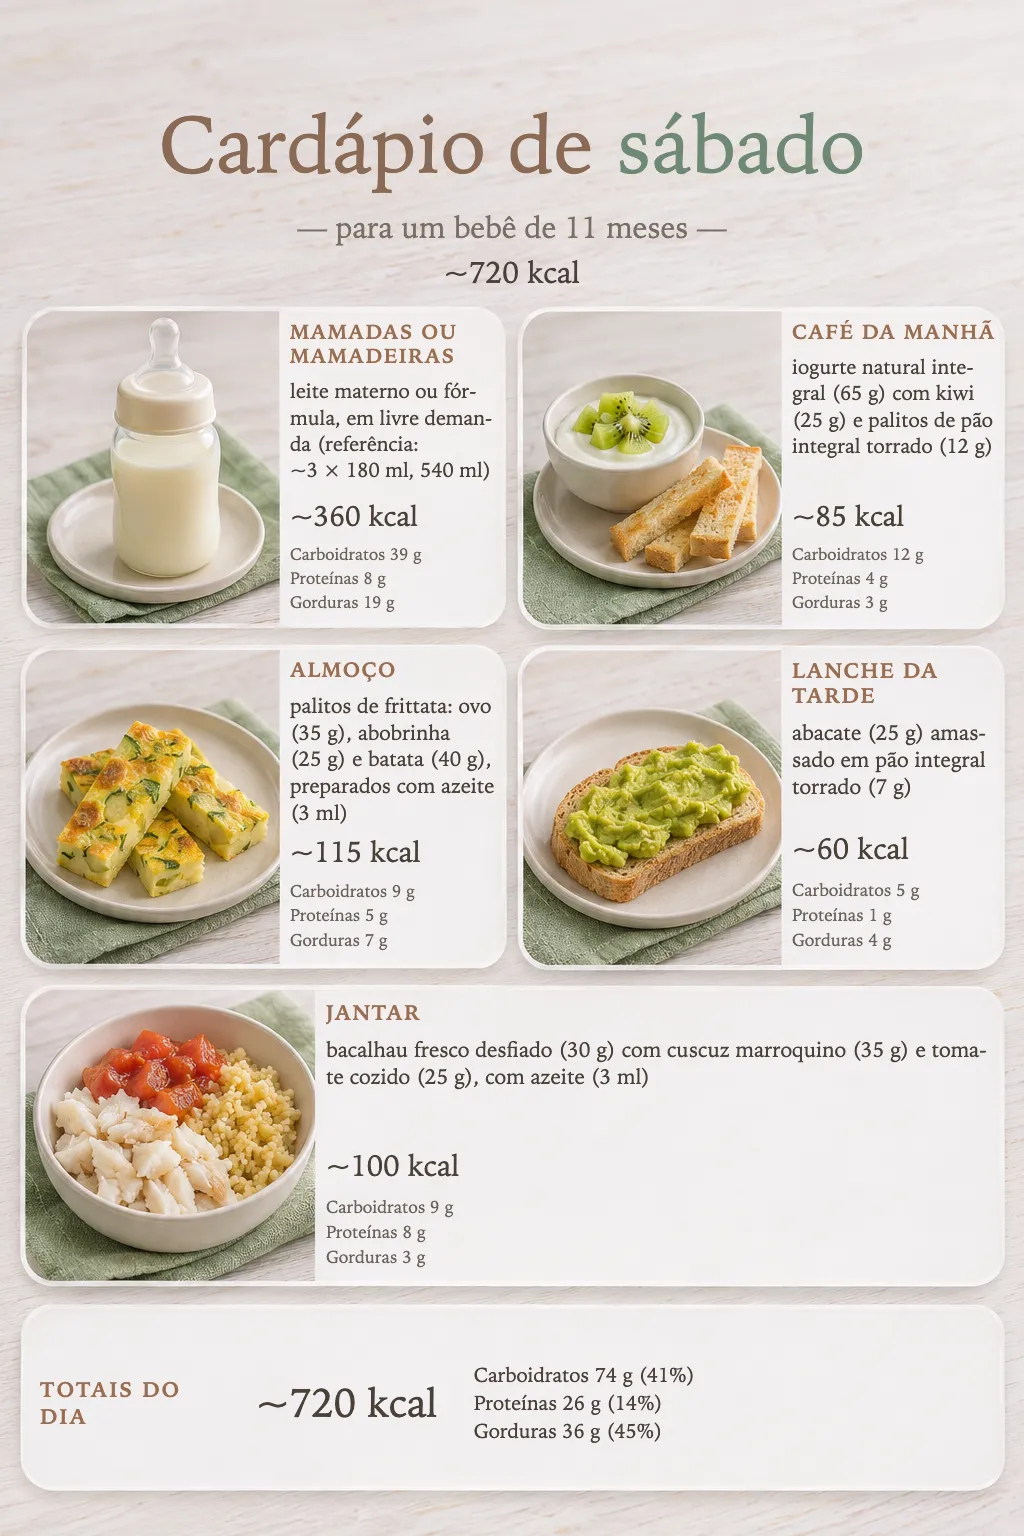 Cardápio de sábado
— para um bebê de 11 meses —
~720 kcal
MAMADAS OU
MAMADEIRAS
leite materno ou fór-
mula, em livre deman-
da (referência:
~3 × 180 ml, 540 ml)
~360 kcal
Carboidratos 39 g
Proteínas 8 g
Gorduras 19 g
CAFÉ DA MANHÃ
iogurte natural inte-
gral (65 g) com kiwi
(25 g) e palitos de pão
integral torrado (12 g)
~85 kcal
Carboidratos 12 g
Proteínas 4 g
Gorduras 3 g
ALMOÇO
palitos de frittata: ovo
(35 g), abobrinha
(25 g) e batata (40 g),
preparados com azeite
(3 ml)
~115 kcal
Carboidratos 9 g
Proteínas 5 g
Gorduras 7 g
LANCHE DA
TARDE
abacate (25 g) amas-
sado em pão integral
torrado (7 g)
~60 kcal
Carboidratos 5 g
Proteínas 1 g
Gorduras 4 g
JANTAR
bacalhau fresco desfiado (30 g) com cuscuz marroquino (35 g) e toma-
te cozido (25 g), com azeite (3 ml)
~100 kcal
Carboidratos 9 g
Proteínas 8 g
Gorduras 3 g
TOTAIS DO
DIA
~720 kcal
Carboidratos 74 g (41%)
Proteínas 26 g (14%)
Gorduras 36 g (45%)